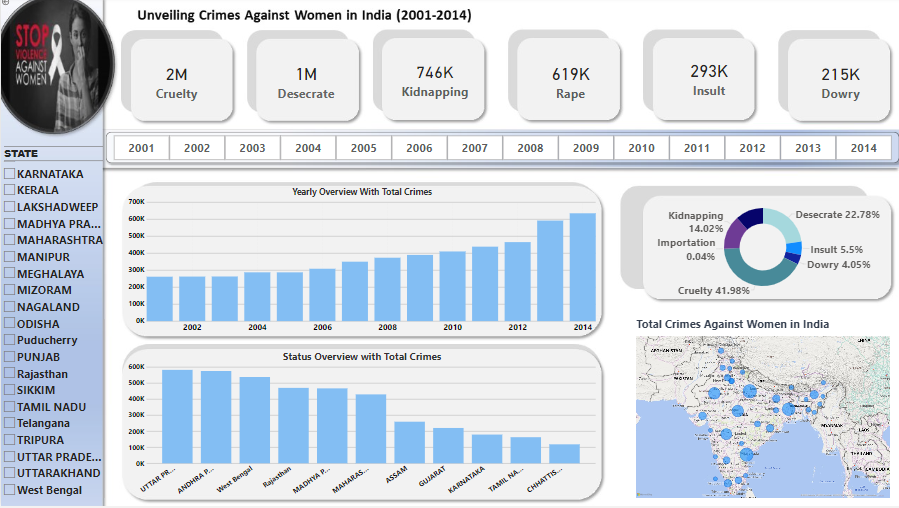 Unveiling Crimes Against Women in India (2001-2014)
STOP
VIOLENCE
AGAINST
WOMEN
2M
Cruelty
1M
Desecrate
746K
Kidnapping
619K
Rape
293K
Insult
215K
Dowry
2001 2002 2003 2004 2005 2006 2007 2008 2009 2010 2011 2012 2013 2014
STATE
KARNATAKA
KERALA
LAKSHADWEEP
MADHYA PRA...
MAHARASHTRA
MANIPUR
MEGHALAYA
MIZORAM
NAGALAND
ODISHA
Puducherry
PUNJAB
Rajasthan
SIKKIM
TAMIL NADU
Telangana
TRIPURA
UTTAR PRADE...
UTTARAKHAND
West Bengal
Yearly Overview With Total Crimes
700K
600K
500K
400K
300K
200K
100K
0K
2002 2004 2006 2008 2010 2012 2014
Status Overview with Total Crimes
600K
500K
400K
300K
200K
100K
0K
UTTAR PR...
ANDHRA P...
West Bengal
Rajasthan
MADHYA P...
MAHARAS...
ASSAM
GUJARAT
KARNATAKA
TAMIL NA...
CHHATTIS...
Kidnapping
14.02%
Importation
0.04%
Cruelty 41.98%
Desecrate 22.78%
Insult 5.5%
Dowry 4.05%
Total Crimes Against Women in India
AFGHANISTAN
CHINA
PAKISTAN
MYANMAR
LAOS
THAILAND
CAMBODIA